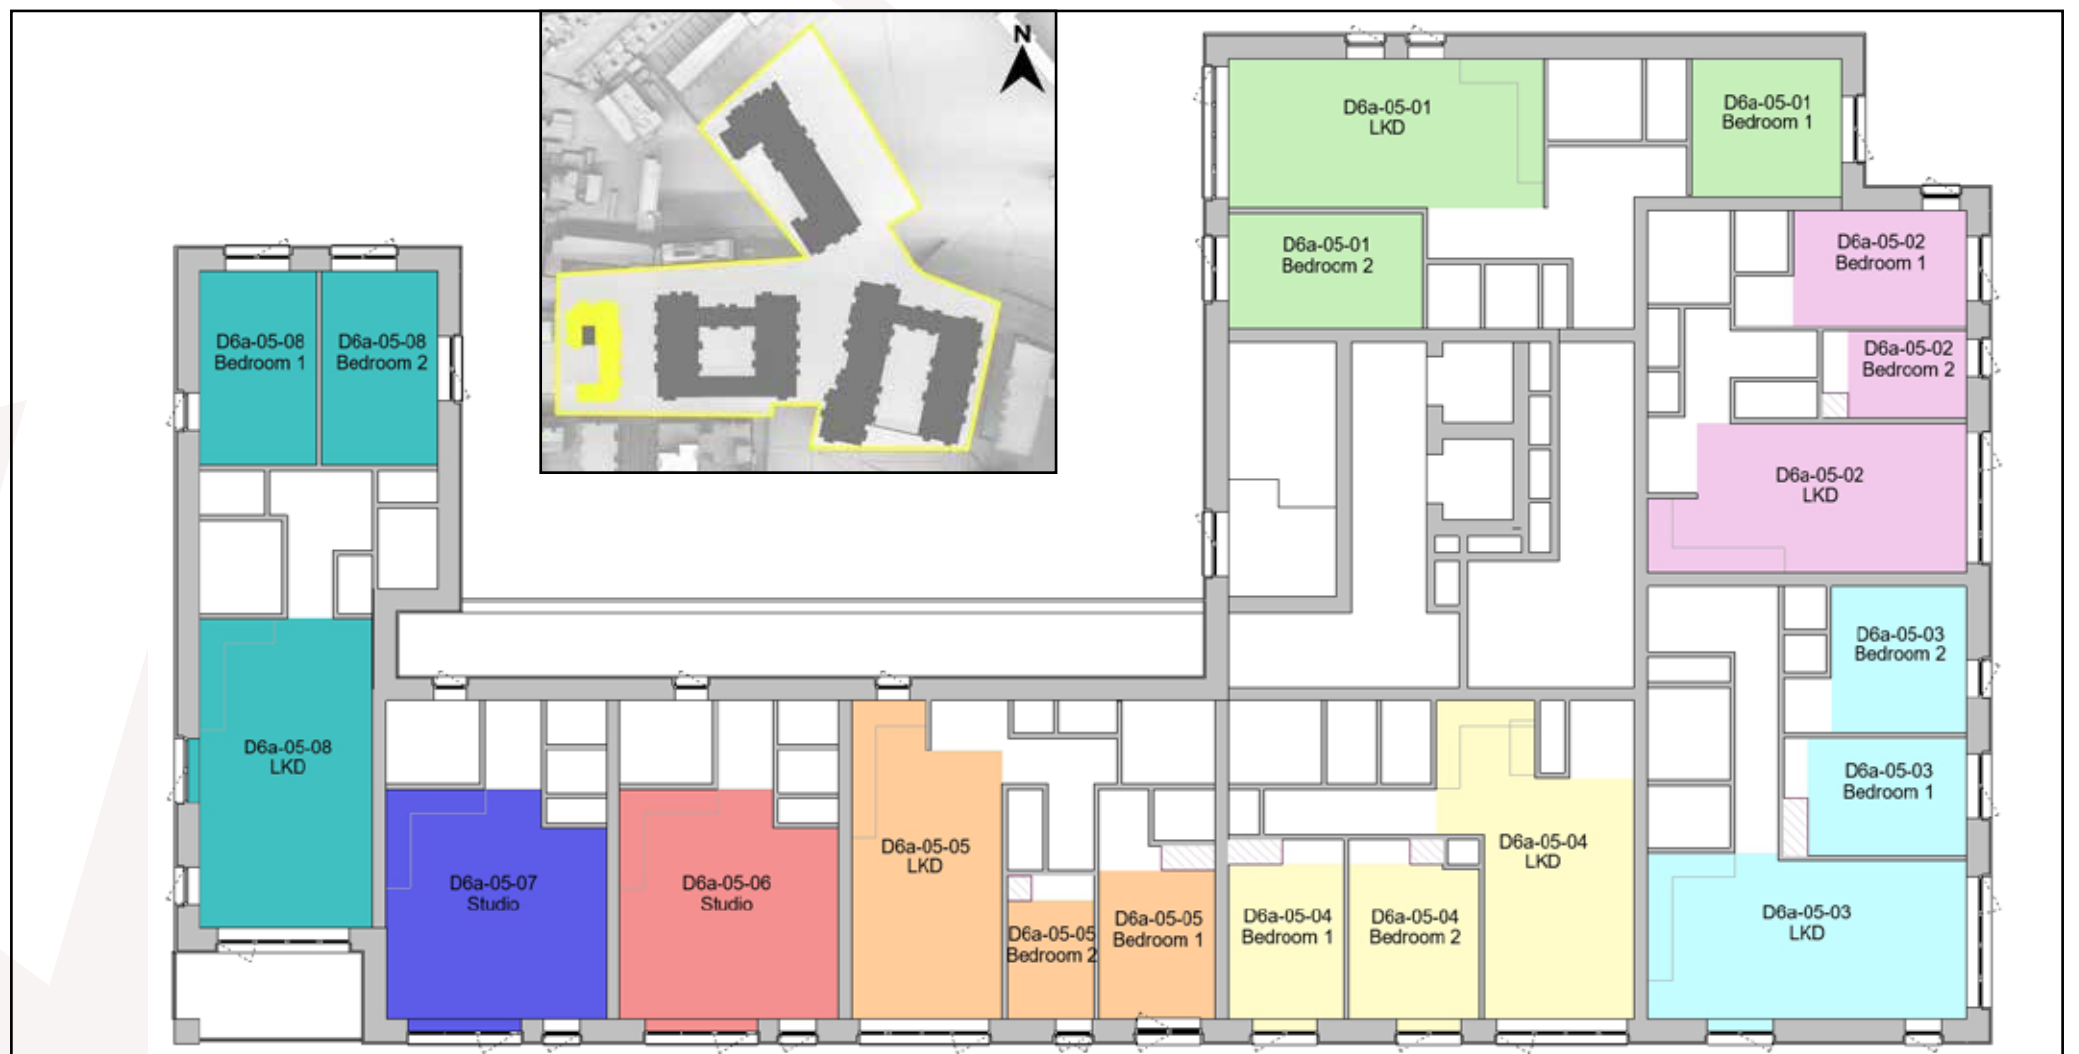 N
D6a-05-01
LKD
D6a-05-01
Bedroom 1
D6a-05-01
Bedroom 2
D6a-05-02
Bedroom 1
D6a-05-02
Bedroom 2
D6a-05-02
LKD
D6a-05-08
Bedroom 1
D6a-05-08
Bedroom 2
D6a-05-08
LKD
D6a-05-07
Studio
D6a-05-06
Studio
D6a-05-05
LKD
D6a-05-05
Bedroom 2
D6a-05-05
Bedroom 1
D6a-05-04
Bedroom 1
D6a-05-04
Bedroom 2
D6a-05-04
LKD
D6a-05-03
Bedroom 2
D6a-05-03
Bedroom 1
D6a-05-03
LKD